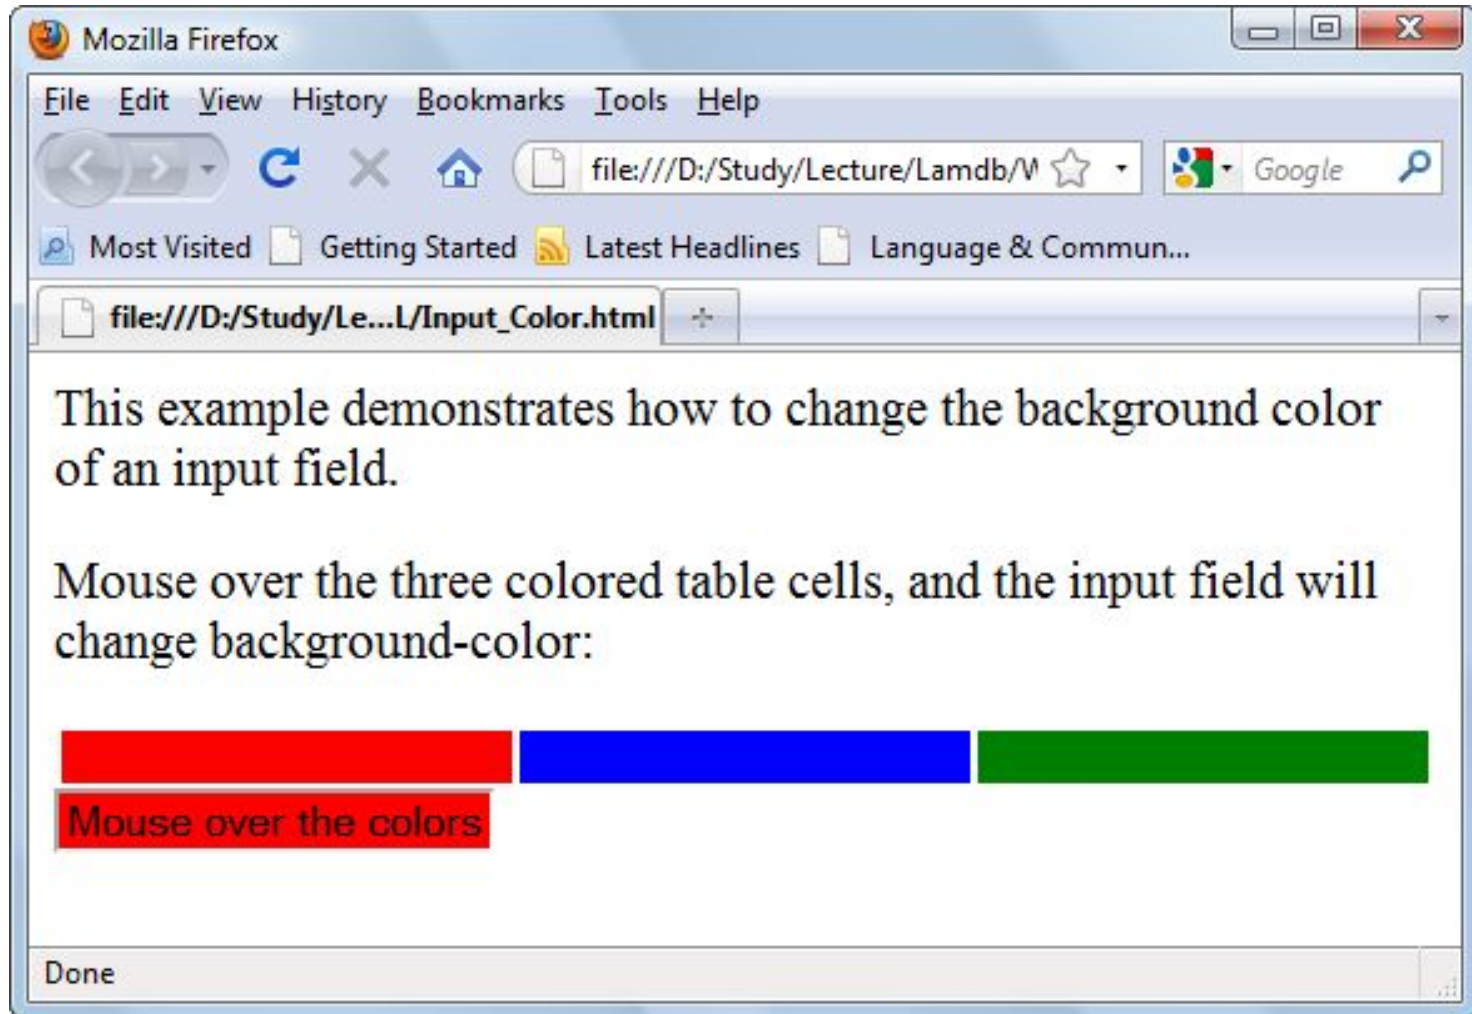 Mozilla Firefox
File Edit View History Bookmarks Tools Help
file:///D:/Study/Lecture/Lamdb/W Google
Most Visited Getting Started Latest Headlines Language & Commun...
file:///D:/Study/Le...L/Input_Color.html
This example demonstrates how to change the background color
of an input field.
Mouse over the three colored table cells, and the input field will
change background-color:
Mouse over the colors
Done